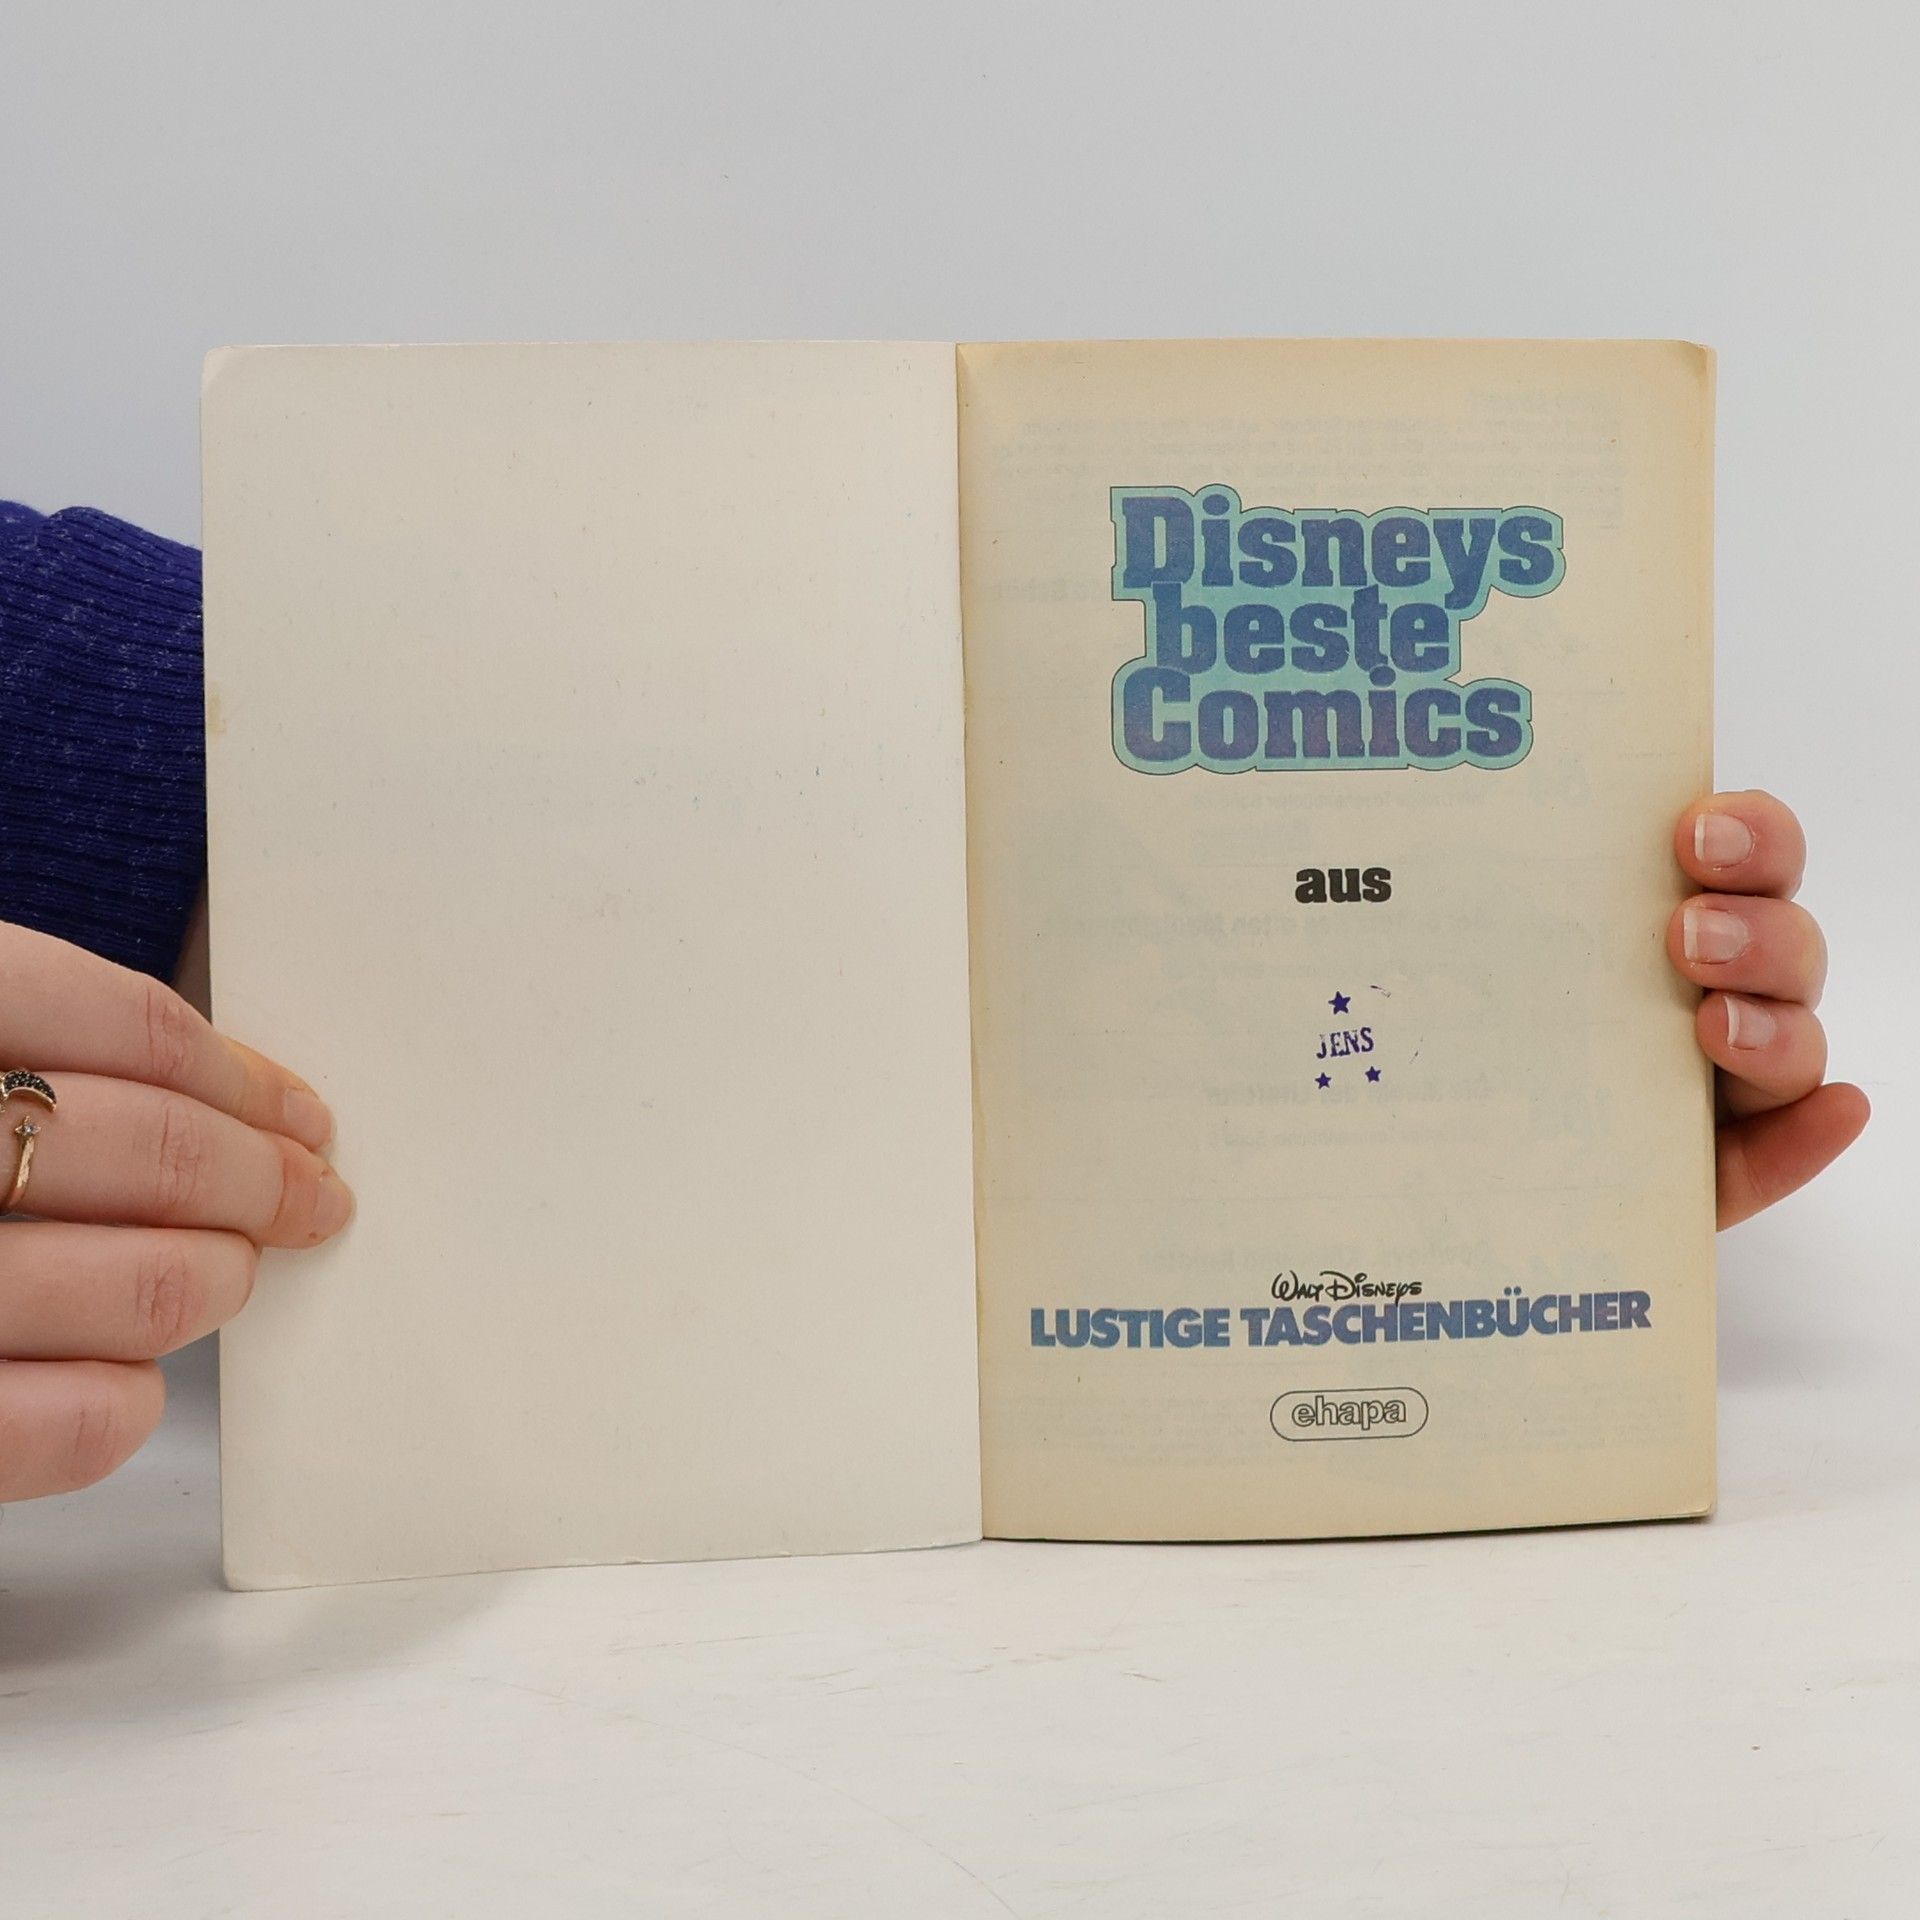 Disneys
beste
Comics
aus
JENS
WALT DISNEYS
LUSTIGE TASCHENBÜCHER
ehapa